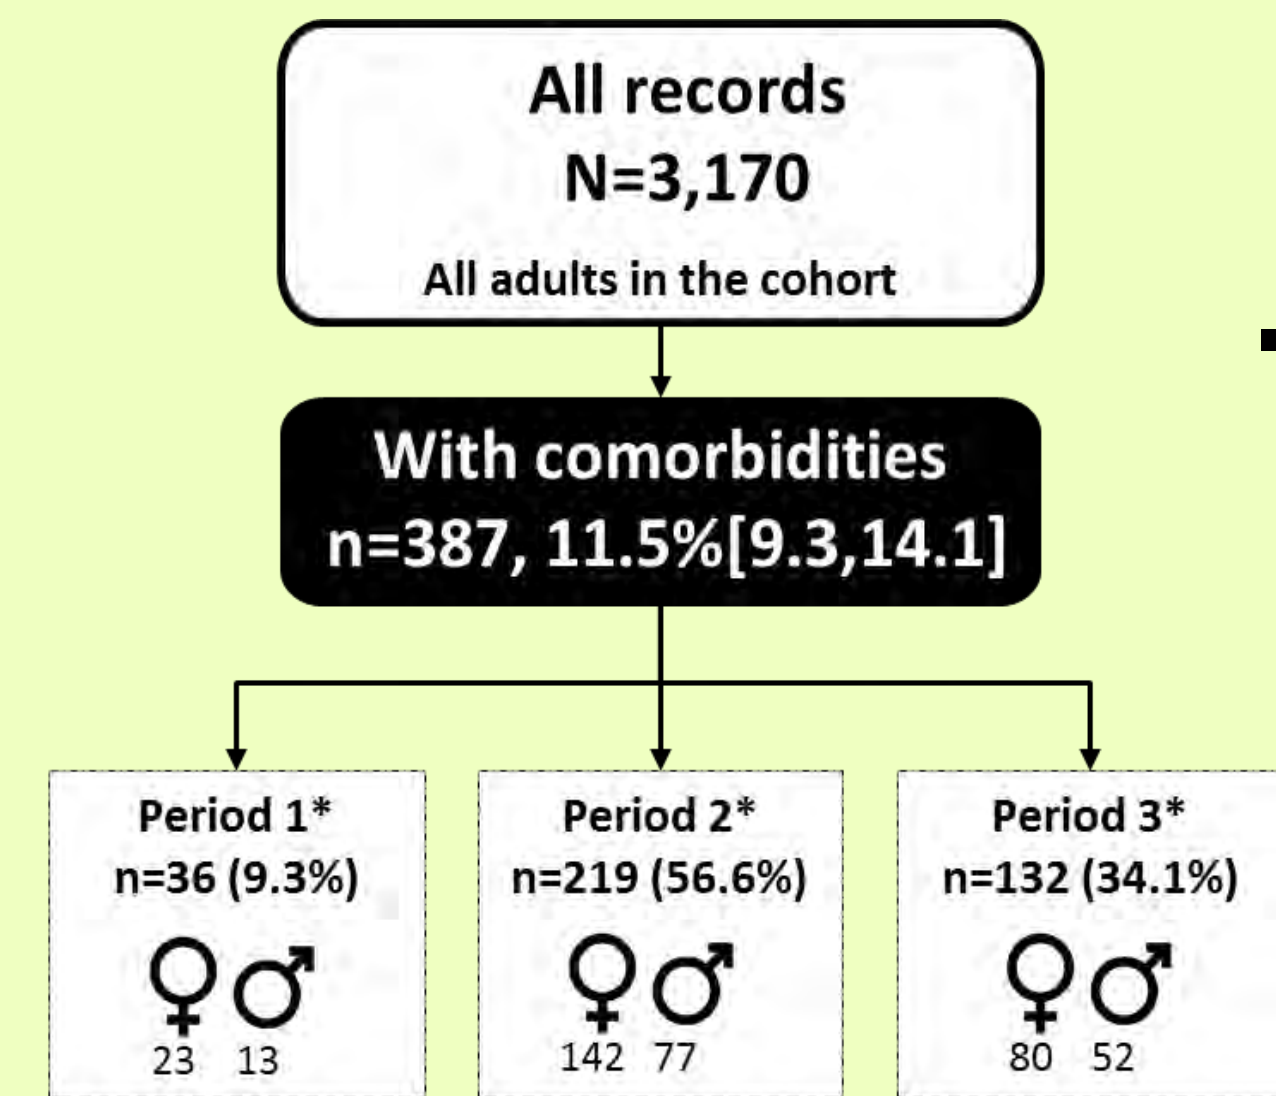 All records
N=3,170
All adults in the cohort
With comorbidities
n=387, 11.5%[9.3,14.1]
Period 1*
n=36 (9.3%)
23 13
Period 2*
n=219 (56.6%)
142 77
Period 3*
n=132 (34.1%)
80 52